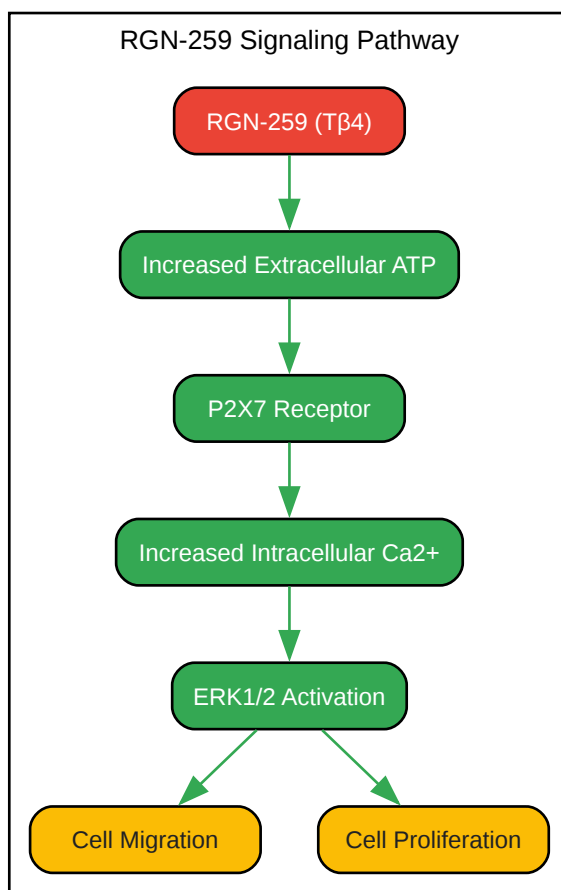 RGN-259 Signaling Pathway
RGN-259 (Tβ4)
Increased Extracellular ATP
P2X7 Receptor
Increased Intracellular Ca2+
ERK1/2 Activation
Cell Migration
Cell Proliferation